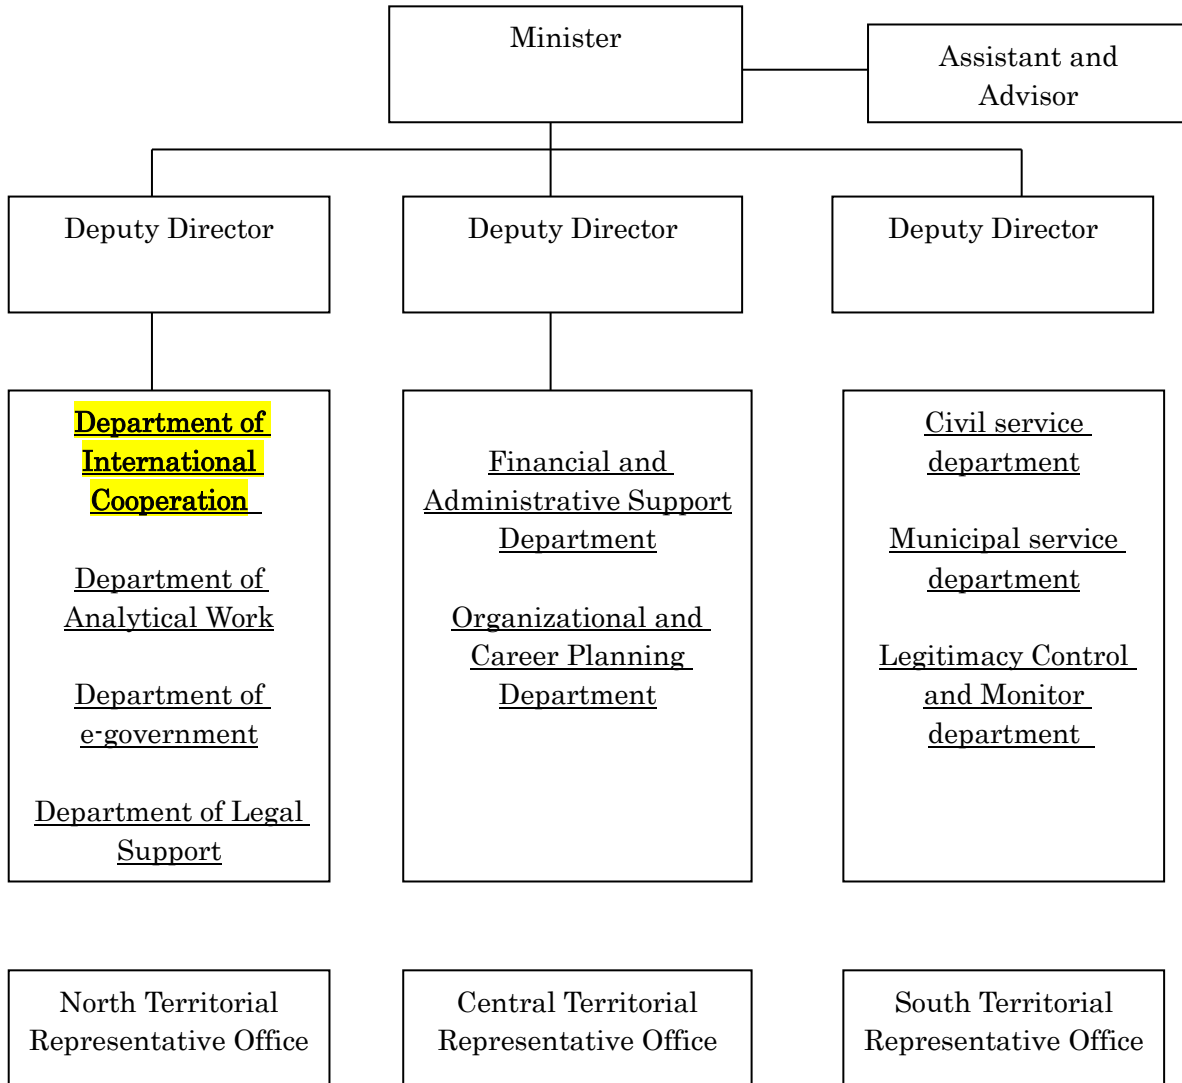 Minister
Assistant and
Advisor
Deputy Director
Deputy Director
Deputy Director
Department of
International
Cooperation
Department of
Analytical Work
Department of
e-government
Department of Legal
Support
Financial and
Administrative Support
Department
Organizational and
Career Planning
Department
Civil service
department
Municipal service
department
Legitimacy Control
and Monitor
department
North Territorial
Representative Office
Central Territorial
Representative Office
South Territorial
Representative Office